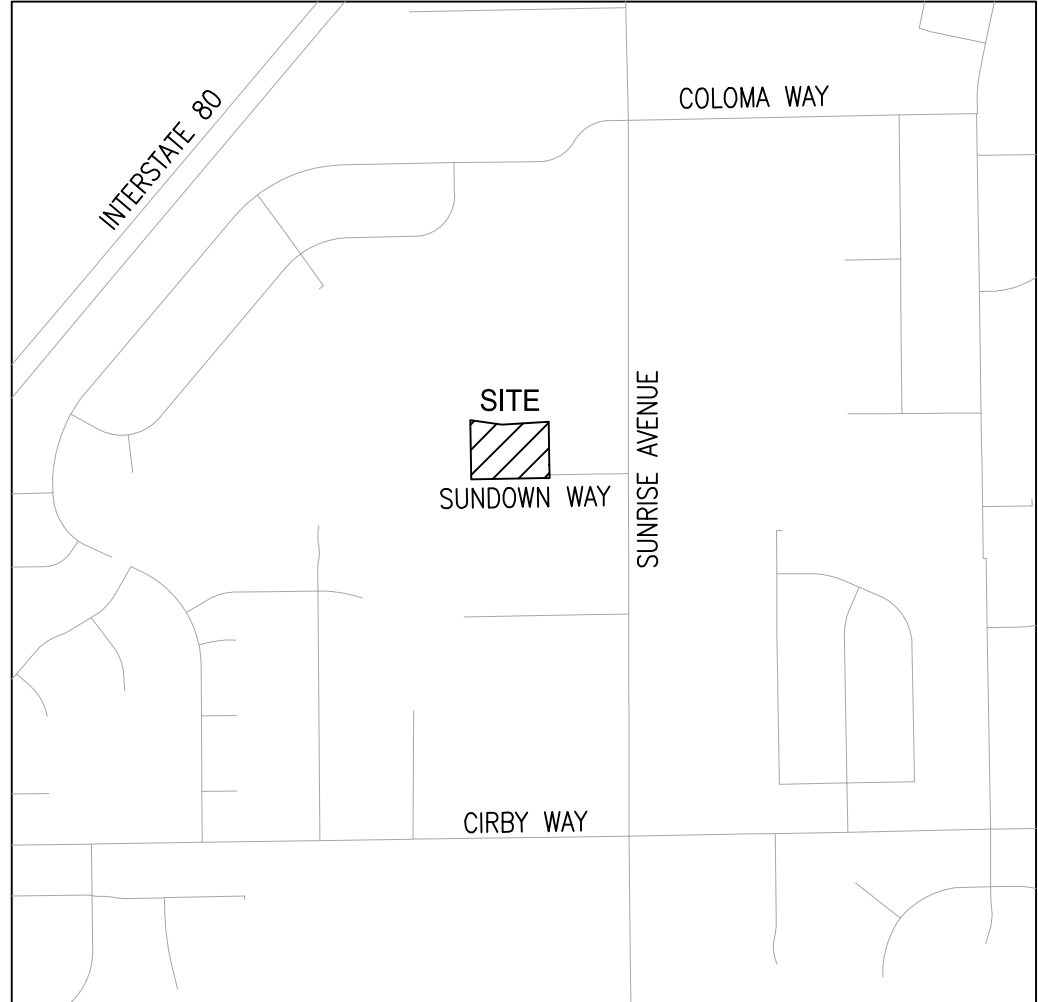 COLOMA WAY
INTERSTATE 80
SITE
SUNRISE AVENUE
SUNDOWN WAY
CIRBY WAY